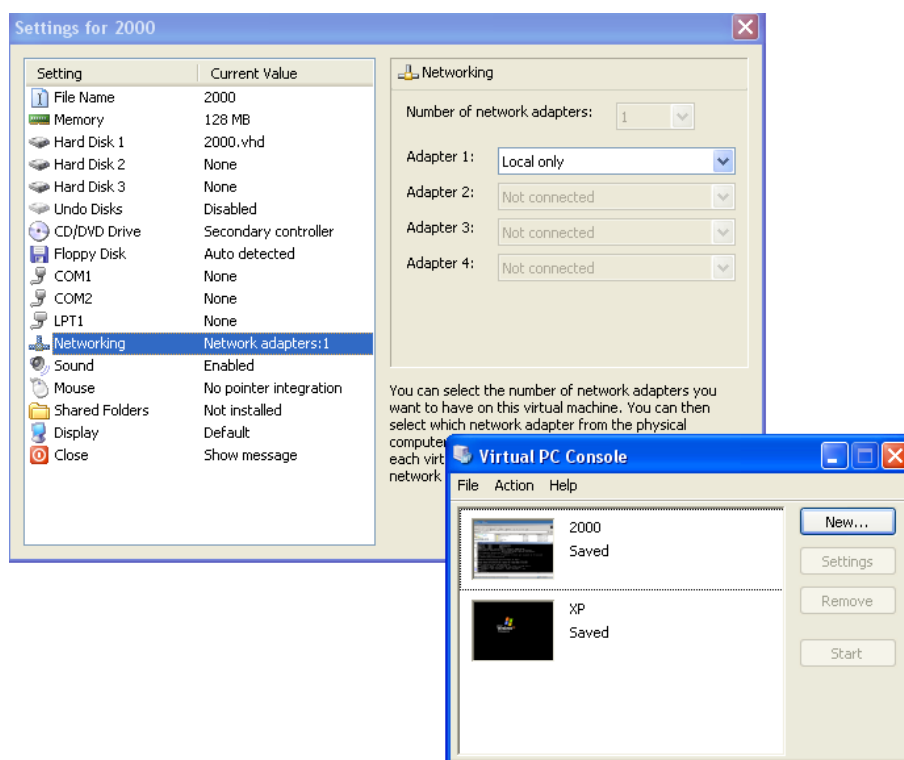 Settings for 2000
Setting Current Value
File Name 2000
Memory 128 MB
Hard Disk 1 2000.vhd
Hard Disk 2 None
Hard Disk 3 None
Undo Disks Disabled
CD/DVD Drive Secondary controller
Floppy Disk Auto detected
COM1 None
COM2 None
LPT1 None
Networking Network adapters:1
Sound Enabled
Mouse No pointer integration
Shared Folders Not installed
Display Default
Close Show message
Networking
Number of network adapters: 1
Adapter 1: Local only
Adapter 2: Not connected
Adapter 3: Not connected
Adapter 4: Not connected
You can select the number of network adapters you
want to have on this virtual machine. You can then
select which network adapter from the physical
each
network
Virtual PC Console
File Action Help
2000
Saved
XP
Saved
New...
Settings
Remove
Start